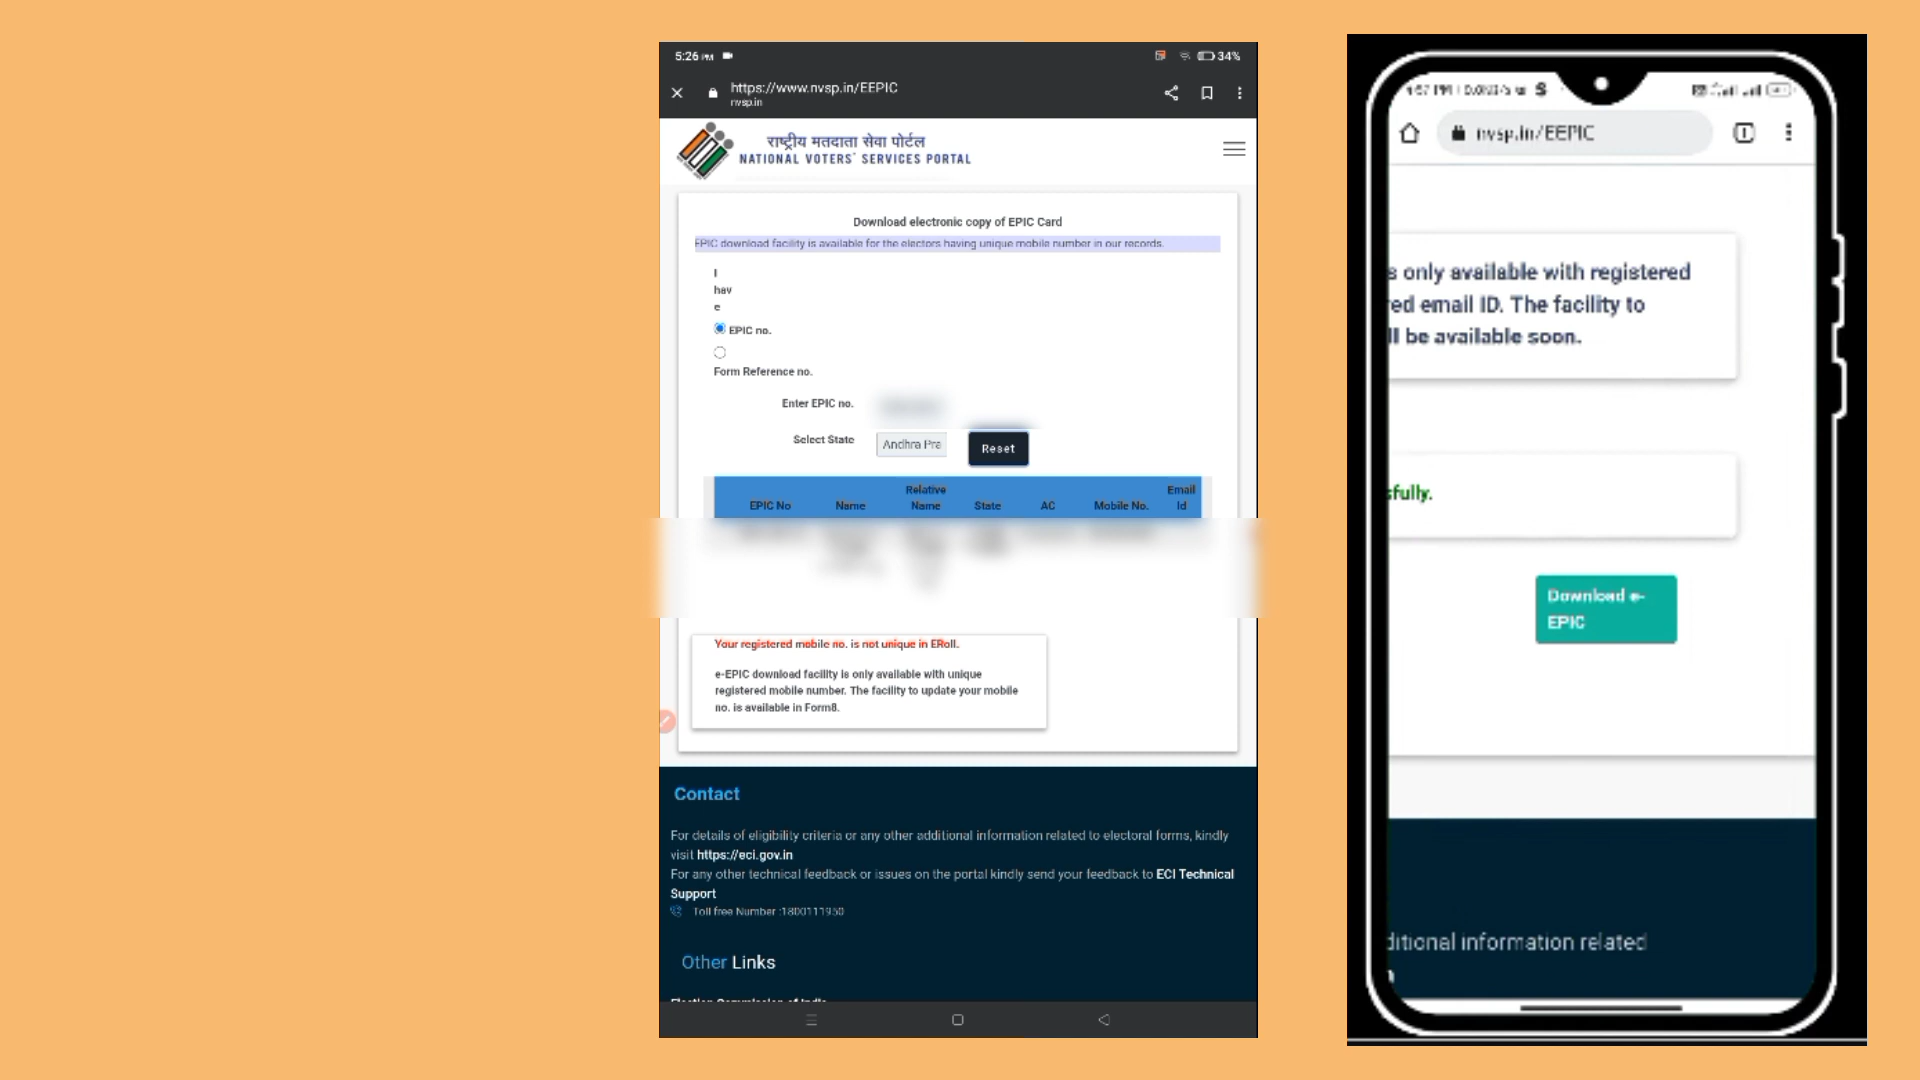 5:26 PM
34%
https://www.nvsp.in/EEPIC
nvsp.in
राष्ट्रीय मतदाता सेवा पोर्टल
NATIONAL VOTERS' SERVICES PORTAL
Download electronic copy of EPIC Card
EPIC download facility is available for the electors having unique mobile number in our records.
I
hav
e
EPIC no.
Form Reference no.
Enter EPIC no.
Select State
Andhra Pra
Reset
EPIC No Name Relative Name State AC Mobile No. Email Id
Your registered mobile no. is not unique in ERoll.
e-EPIC download facility is only available with unique
registered mobile number. The facility to update your mobile
no. is available in Form8.
Contact
For details of eligibility criteria or any other additional information related to electoral forms, kindly
visit https://eci.gov.in
For any other technical feedback or issues on the portal kindly send your feedback to ECI Technical
Support
Toll free Number :1800111950
Other Links
Election Commission of India
nvsp.in/EEPIC
s only available with registered
ed email ID. The facility to
ll be available soon.
sfully.
Download e-
EPIC
ditional information related